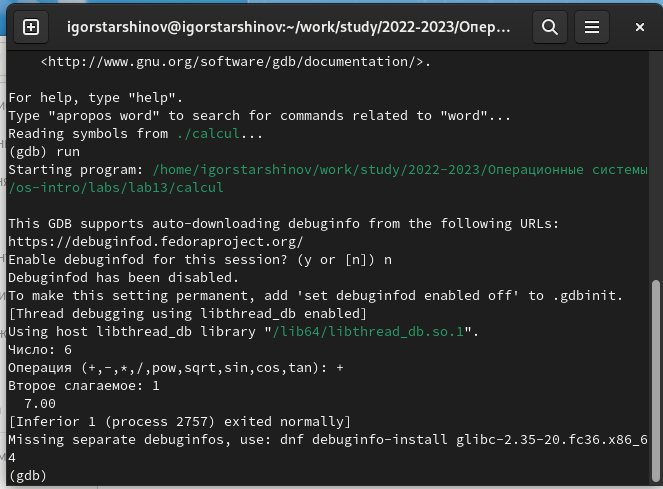 igorstarshinov@igorstarshinov:~/work/study/2022-2023/Опер...
<http://www.gnu.org/software/gdb/documentation/>.
For help, type "help".
Type "apropos word" to search for commands related to "word"...
Reading symbols from ./calcul...
(gdb) run
Starting program: /home/igorstarshinov/work/study/2022-2023/Операционные системы
/os-intro/labs/lab13/calcul
This GDB supports auto-downloading debuginfo from the following URLs:
https://debuginfod.fedoraproject.org/
Enable debuginfod for this session? (y or [n]) n
Debuginfod has been disabled.
To make this setting permanent, add 'set debuginfod enabled off' to .gdbinit.
[Thread debugging using libthread_db enabled]
Using host libthread_db library "/lib64/libthread_db.so.1".
Число: 6
Операция (+,-,*,/,pow,sqrt,sin,cos,tan): +
Второе слагаемое: 1
7.00
[Inferior 1 (process 2757) exited normally]
Missing separate debuginfos, use: dnf debuginfo-install glibc-2.35-20.fc36.x86_6
4
(gdb)